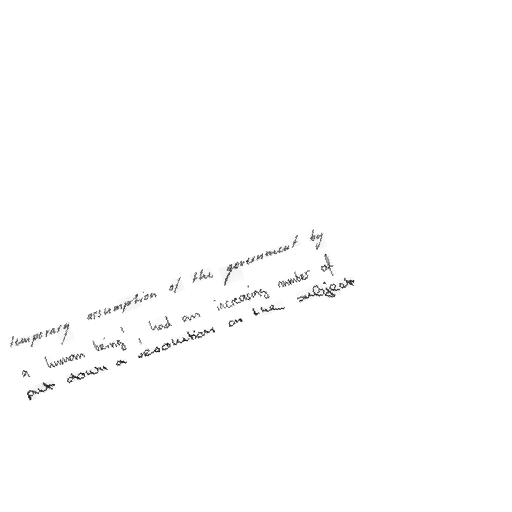 temporary assumption of the government by
a human being , had an increasing number of
put down a resolution on the subject